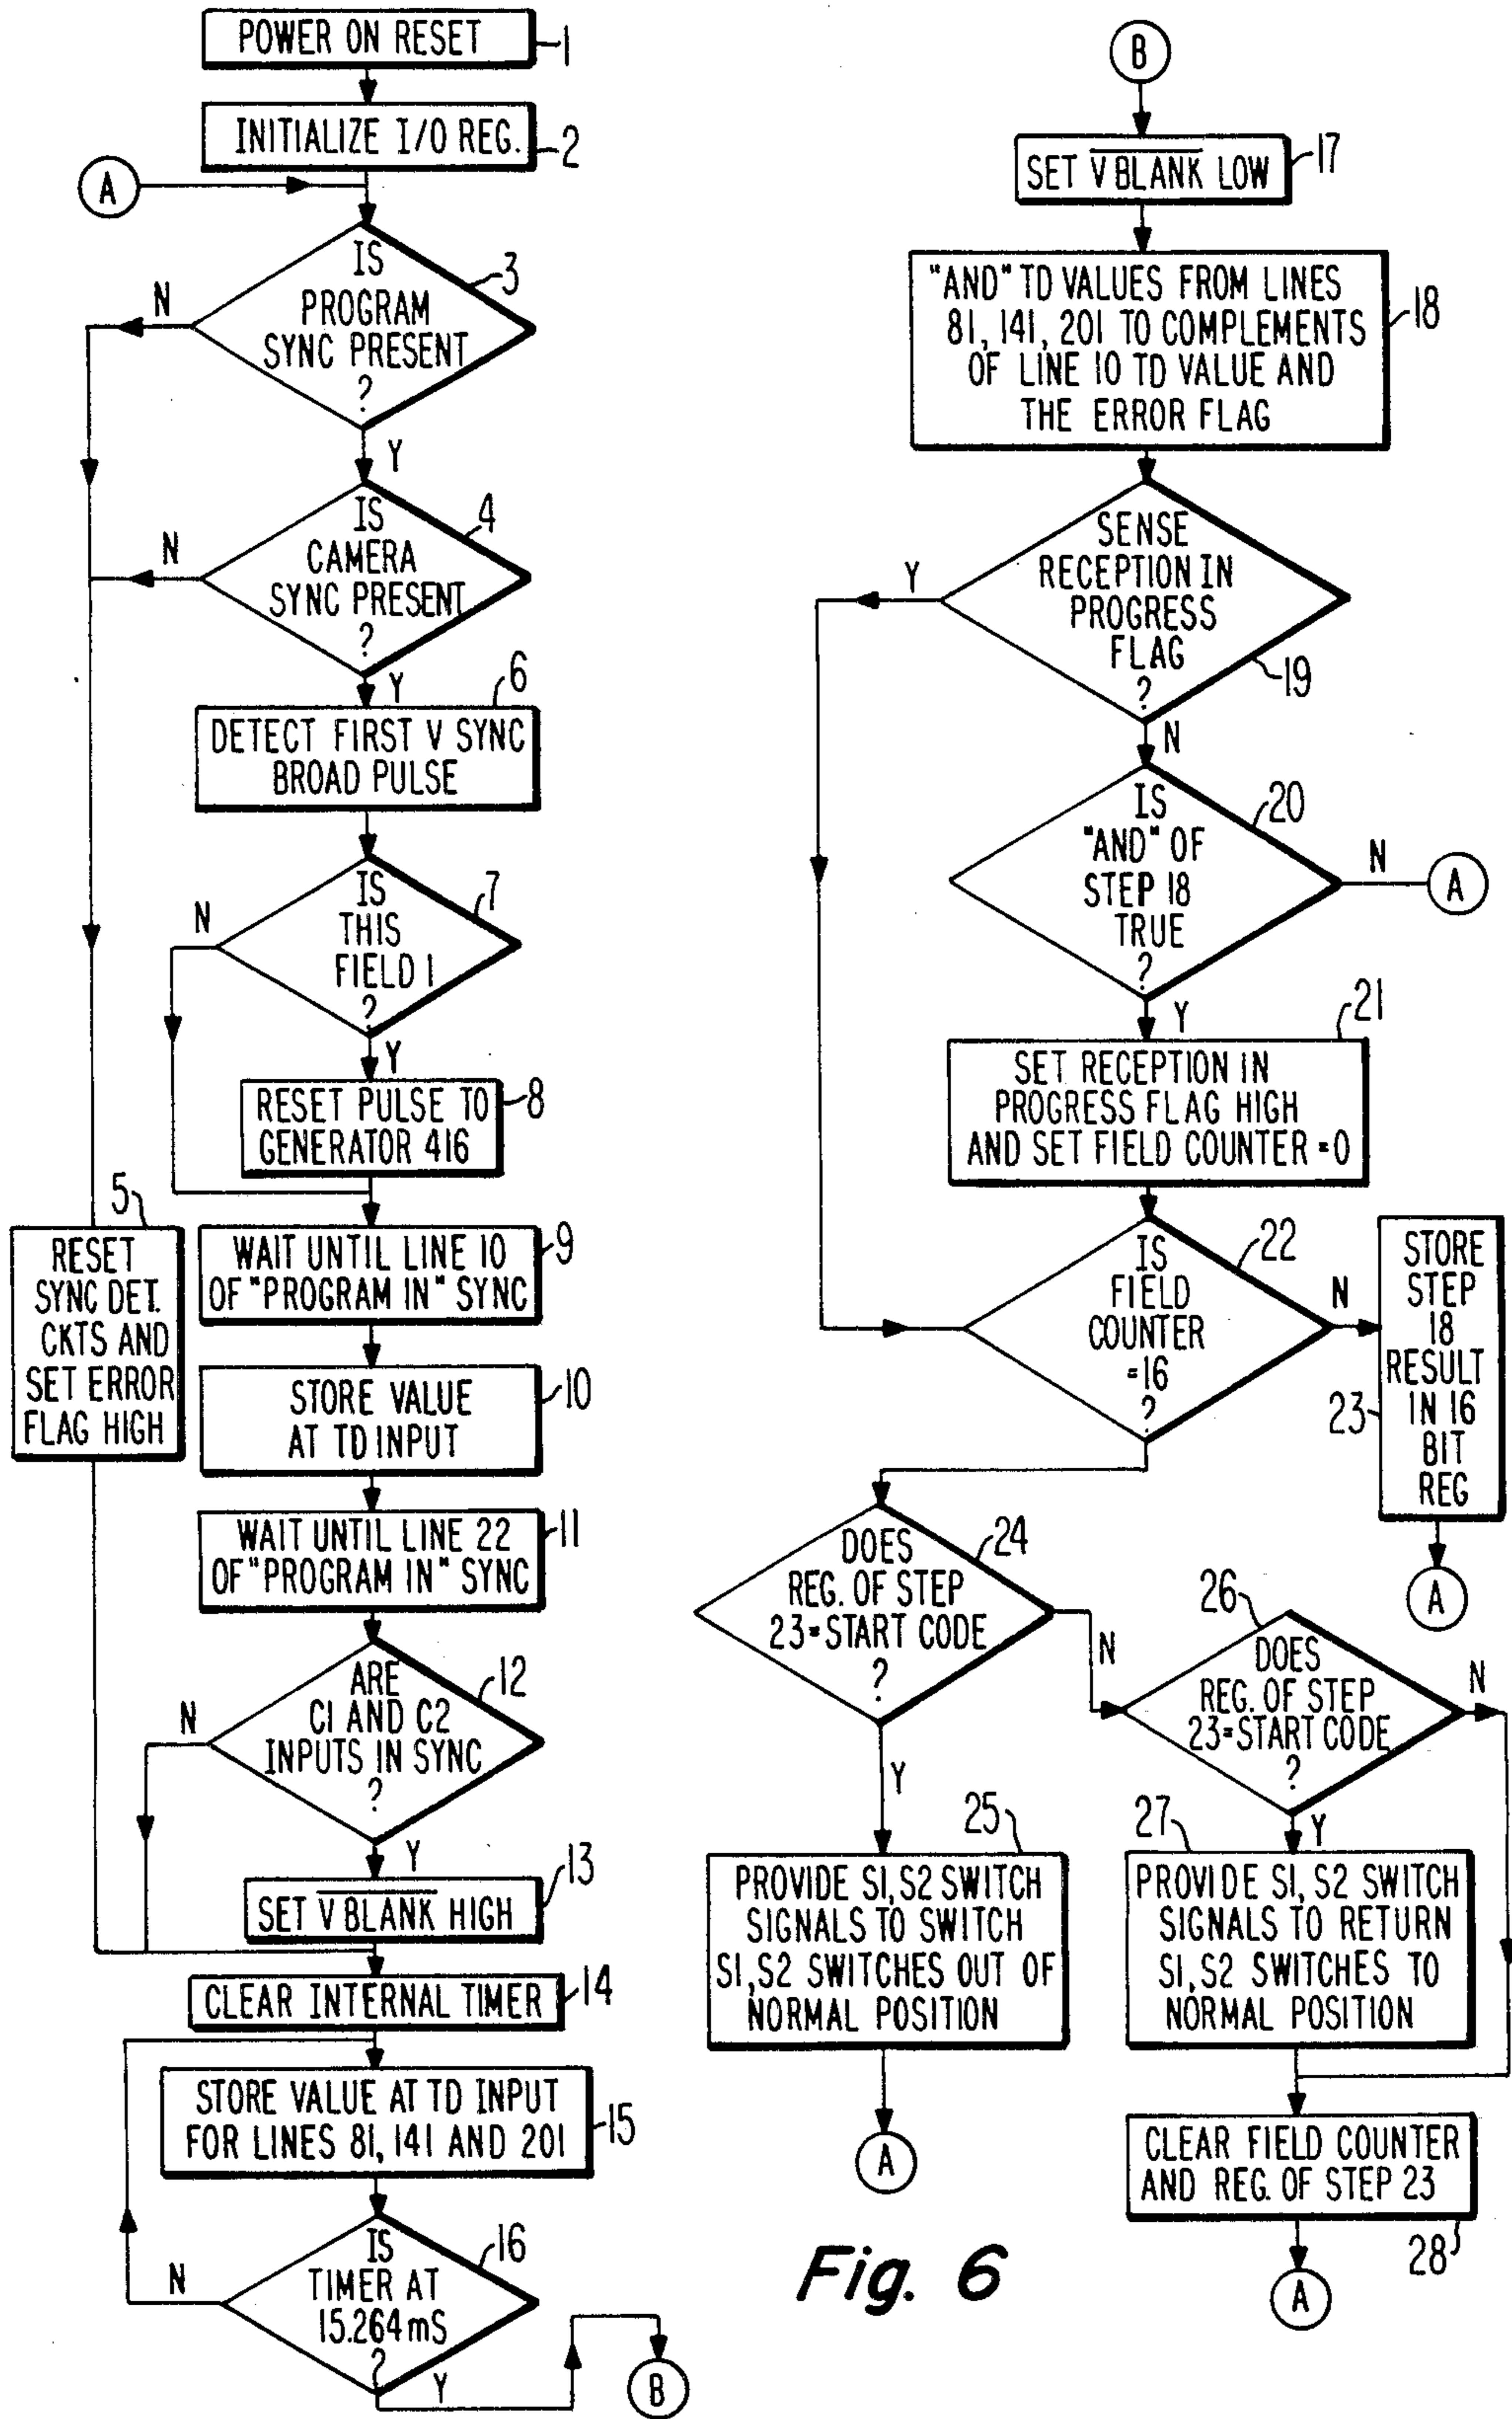 POWER ON RESET
1
INITIALIZE I/O REG.
2
A
IS
PROGRAM
SYNC PRESENT
?
3
N
Y
IS
CAMERA
SYNC PRESENT
?
4
N
Y
6
DETECT FIRST V SYNC
BROAD PULSE
IS
THIS
FIELD 1
?
7
N
Y
RESET PULSE TO
GENERATOR 416
8
5
RESET
SYNC DET.
CKTS AND
SET ERROR
FLAG HIGH
WAIT UNTIL LINE 10
OF "PROGRAM IN" SYNC
9
STORE VALUE
AT TD INPUT
10
WAIT UNTIL LINE 22
OF "PROGRAM IN" SYNC
11
ARE
C1 AND C2
INPUTS IN SYNC
?
12
N
Y
SET V BLANK HIGH
13
CLEAR INTERNAL TIMER
14
STORE VALUE AT TD INPUT
FOR LINES 81, 141 AND 201
15
IS
TIMER AT
15.264mS
?
16
N
Y
B
B
SET V BLANK LOW
17
"AND" TD VALUES FROM LINES
81, 141, 201 TO COMPLEMENTS
OF LINE 10 TD VALUE AND
THE ERROR FLAG
18
SENSE
RECEPTION IN
PROGRESS
FLAG
?
19
Y
N
IS
"AND" OF
STEP 18
TRUE
?
20
N
A
Y
21
SET RECEPTION IN
PROGRESS FLAG HIGH
AND SET FIELD COUNTER =0
IS
FIELD
COUNTER
=16
?
22
N
STORE
STEP
18
RESULT
IN 16
BIT
REG
23
A
DOES
REG. OF STEP
23=START CODE
?
24
N
Y
26
DOES
REG. OF STEP
23=START CODE
?
N
Y
25
PROVIDE S1, S2 SWITCH
SIGNALS TO SWITCH
S1, S2 SWITCHES OUT OF
NORMAL POSITION
A
27
PROVIDE S1, S2 SWITCH
SIGNALS TO RETURN
S1, S2 SWITCHES TO
NORMAL POSITION
CLEAR FIELD COUNTER
AND REG. OF STEP 23
28
A
Fig. 6